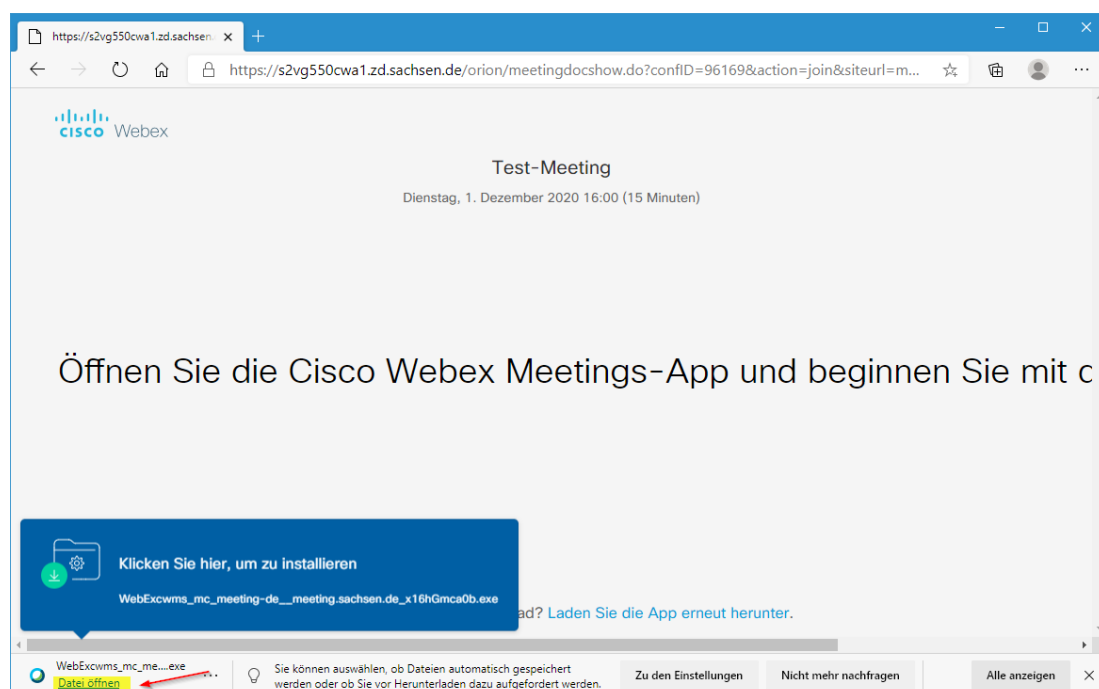 https://s2vg550cwa1.zd.sachsen.
https://s2vg550cwa1.zd.sachsen.de/orion/meetingdocshow.do?confID=96169&action=join&siteurl=m...
cisco Webex
Test-Meeting
Dienstag, 1. Dezember 2020 16:00 (15 Minuten)
Öffnen Sie die Cisco Webex Meetings-App und beginnen Sie mit d
Klicken Sie hier, um zu installieren
WebExcwms_mc_meeting-de__meeting.sachsen.de_x16hGmca0b.exe
ad? Laden Sie die App erneut herunter.
WebExcwms_mc_me....exe
Datei öffnen
Sie können auswählen, ob Dateien automatisch gespeichert
werden oder ob Sie vor Herunterladen dazu aufgefordert werden.
Zu den Einstellungen
Nicht mehr nachfragen
Alle anzeigen